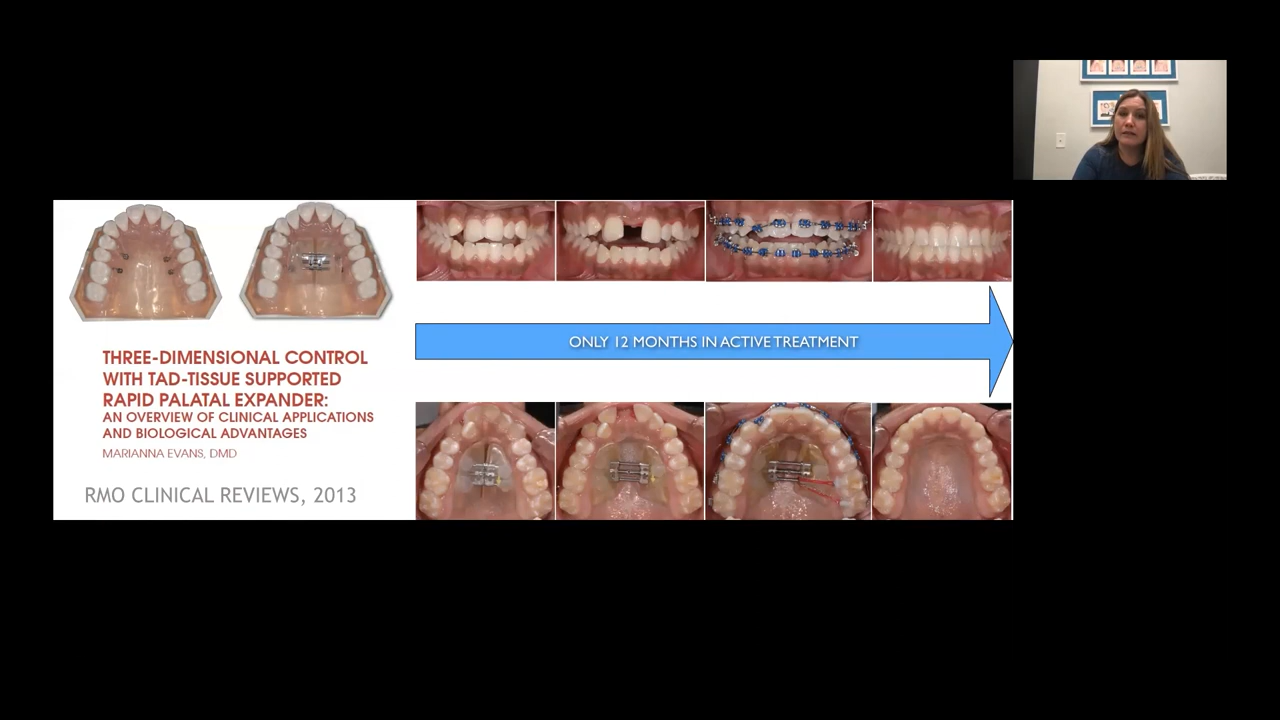 THREE-DIMENSIONAL CONTROL
WITH TAD-TISSUE SUPPORTED
RAPID PALATAL EXPANDER:
AN OVERVIEW OF CLINICAL APPLICATIONS
AND BIOLOGICAL ADVANTAGES
MARIANNA EVANS, DMD
RMO CLINICAL REVIEWS, 2013
ONLY 12 MONTHS IN ACTIVE TREATMENT